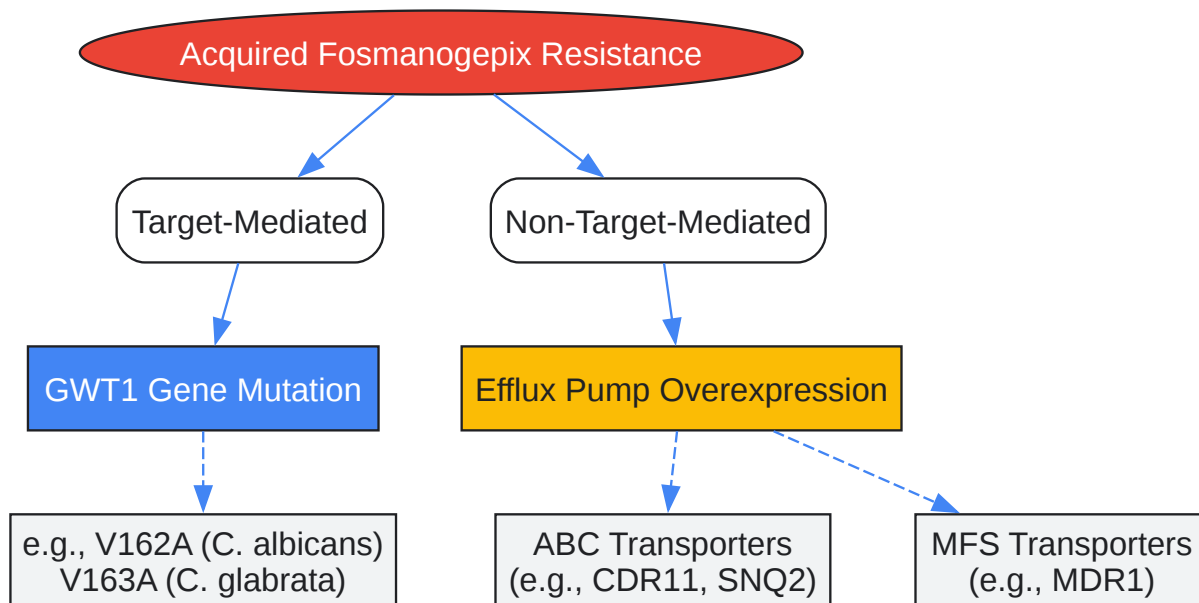 Acquired Fosmanogepix Resistance
Target-Mediated
Non-Target-Mediated
GWT1 Gene Mutation
Efflux Pump Overexpression
e.g., V162A (C. albicans)
V163A (C. glabrata)
ABC Transporters
(e.g., CDR11, SNQ2)
MFS Transporters
(e.g., MDR1)